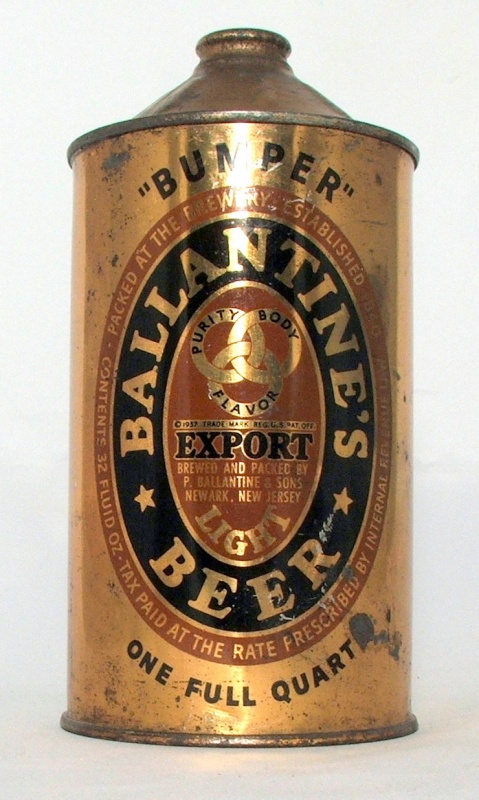 "BUMPER"
PACKED AT THE BREWERY · ESTABLISHED 1840
CONTENTS 32 FLUID OZ · TAX PAID AT THE RATE PRESCRIBED BY INTERNAL REVENUE LAW
BALLANTINE'S
PURITY BODY
FLAVOR
© 1937 TRADE-MARK REG. U.S. PAT. OFF.
EXPORT
BREWED AND PACKED BY
P. BALLANTINE & SONS
NEWARK, NEW JERSEY
LIGHT
BEER
ONE FULL QUART